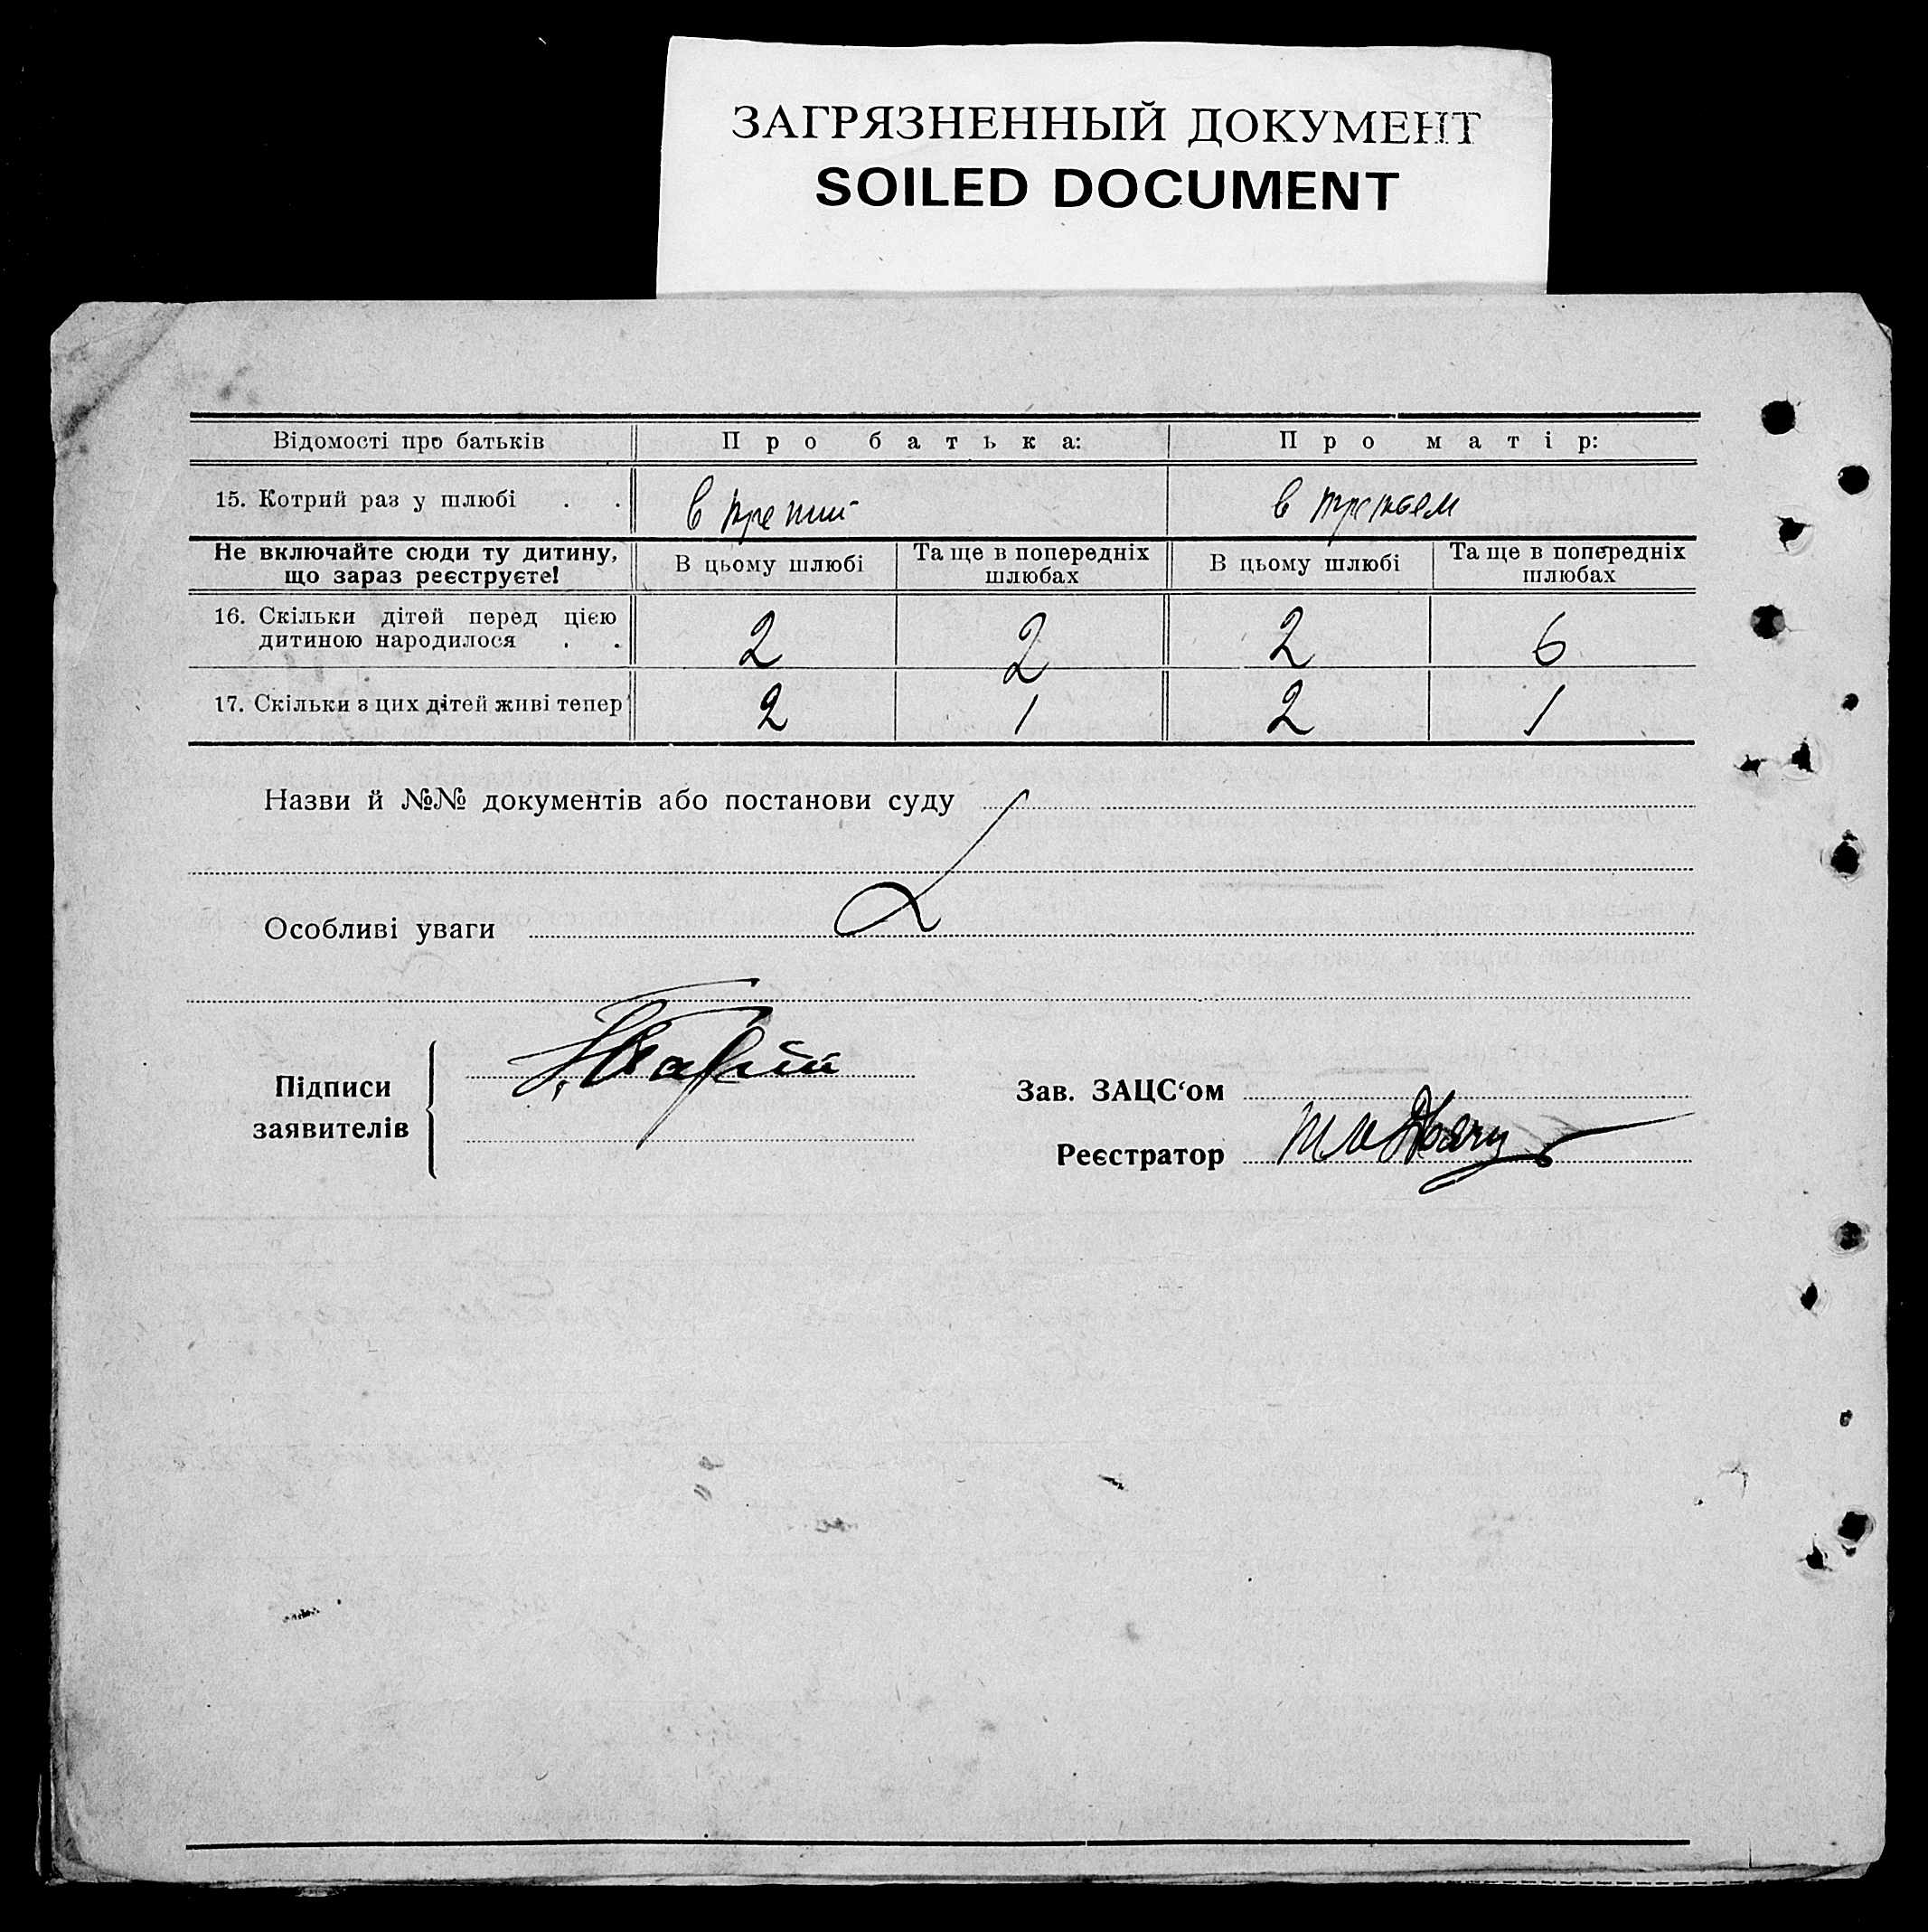 ЗАГРЯЗНЕННЫЙ ДОКУМЕНТ
SOILED DOCUMENT
Відомості про батьків Про батька: Про матір:
15. Котрий раз у шлюбі . . в третьем
Не включайте сюди ту дитину, що зараз реєструєте! В цьому шлюбі Та ще в попередніх шлюбах В цьому шлюбі Та ще в попередніх шлюбах
16. Скільки дітей перед цією дитиною народилося . . 2 2 2 6
17. Скільки з цих дітей живі тепер 2 1 2 1
Назви й №№ документів або постанови суду
Особливі уваги
Підписи заявителів
Зав. ЗАЦС‘ом
Реєстратор